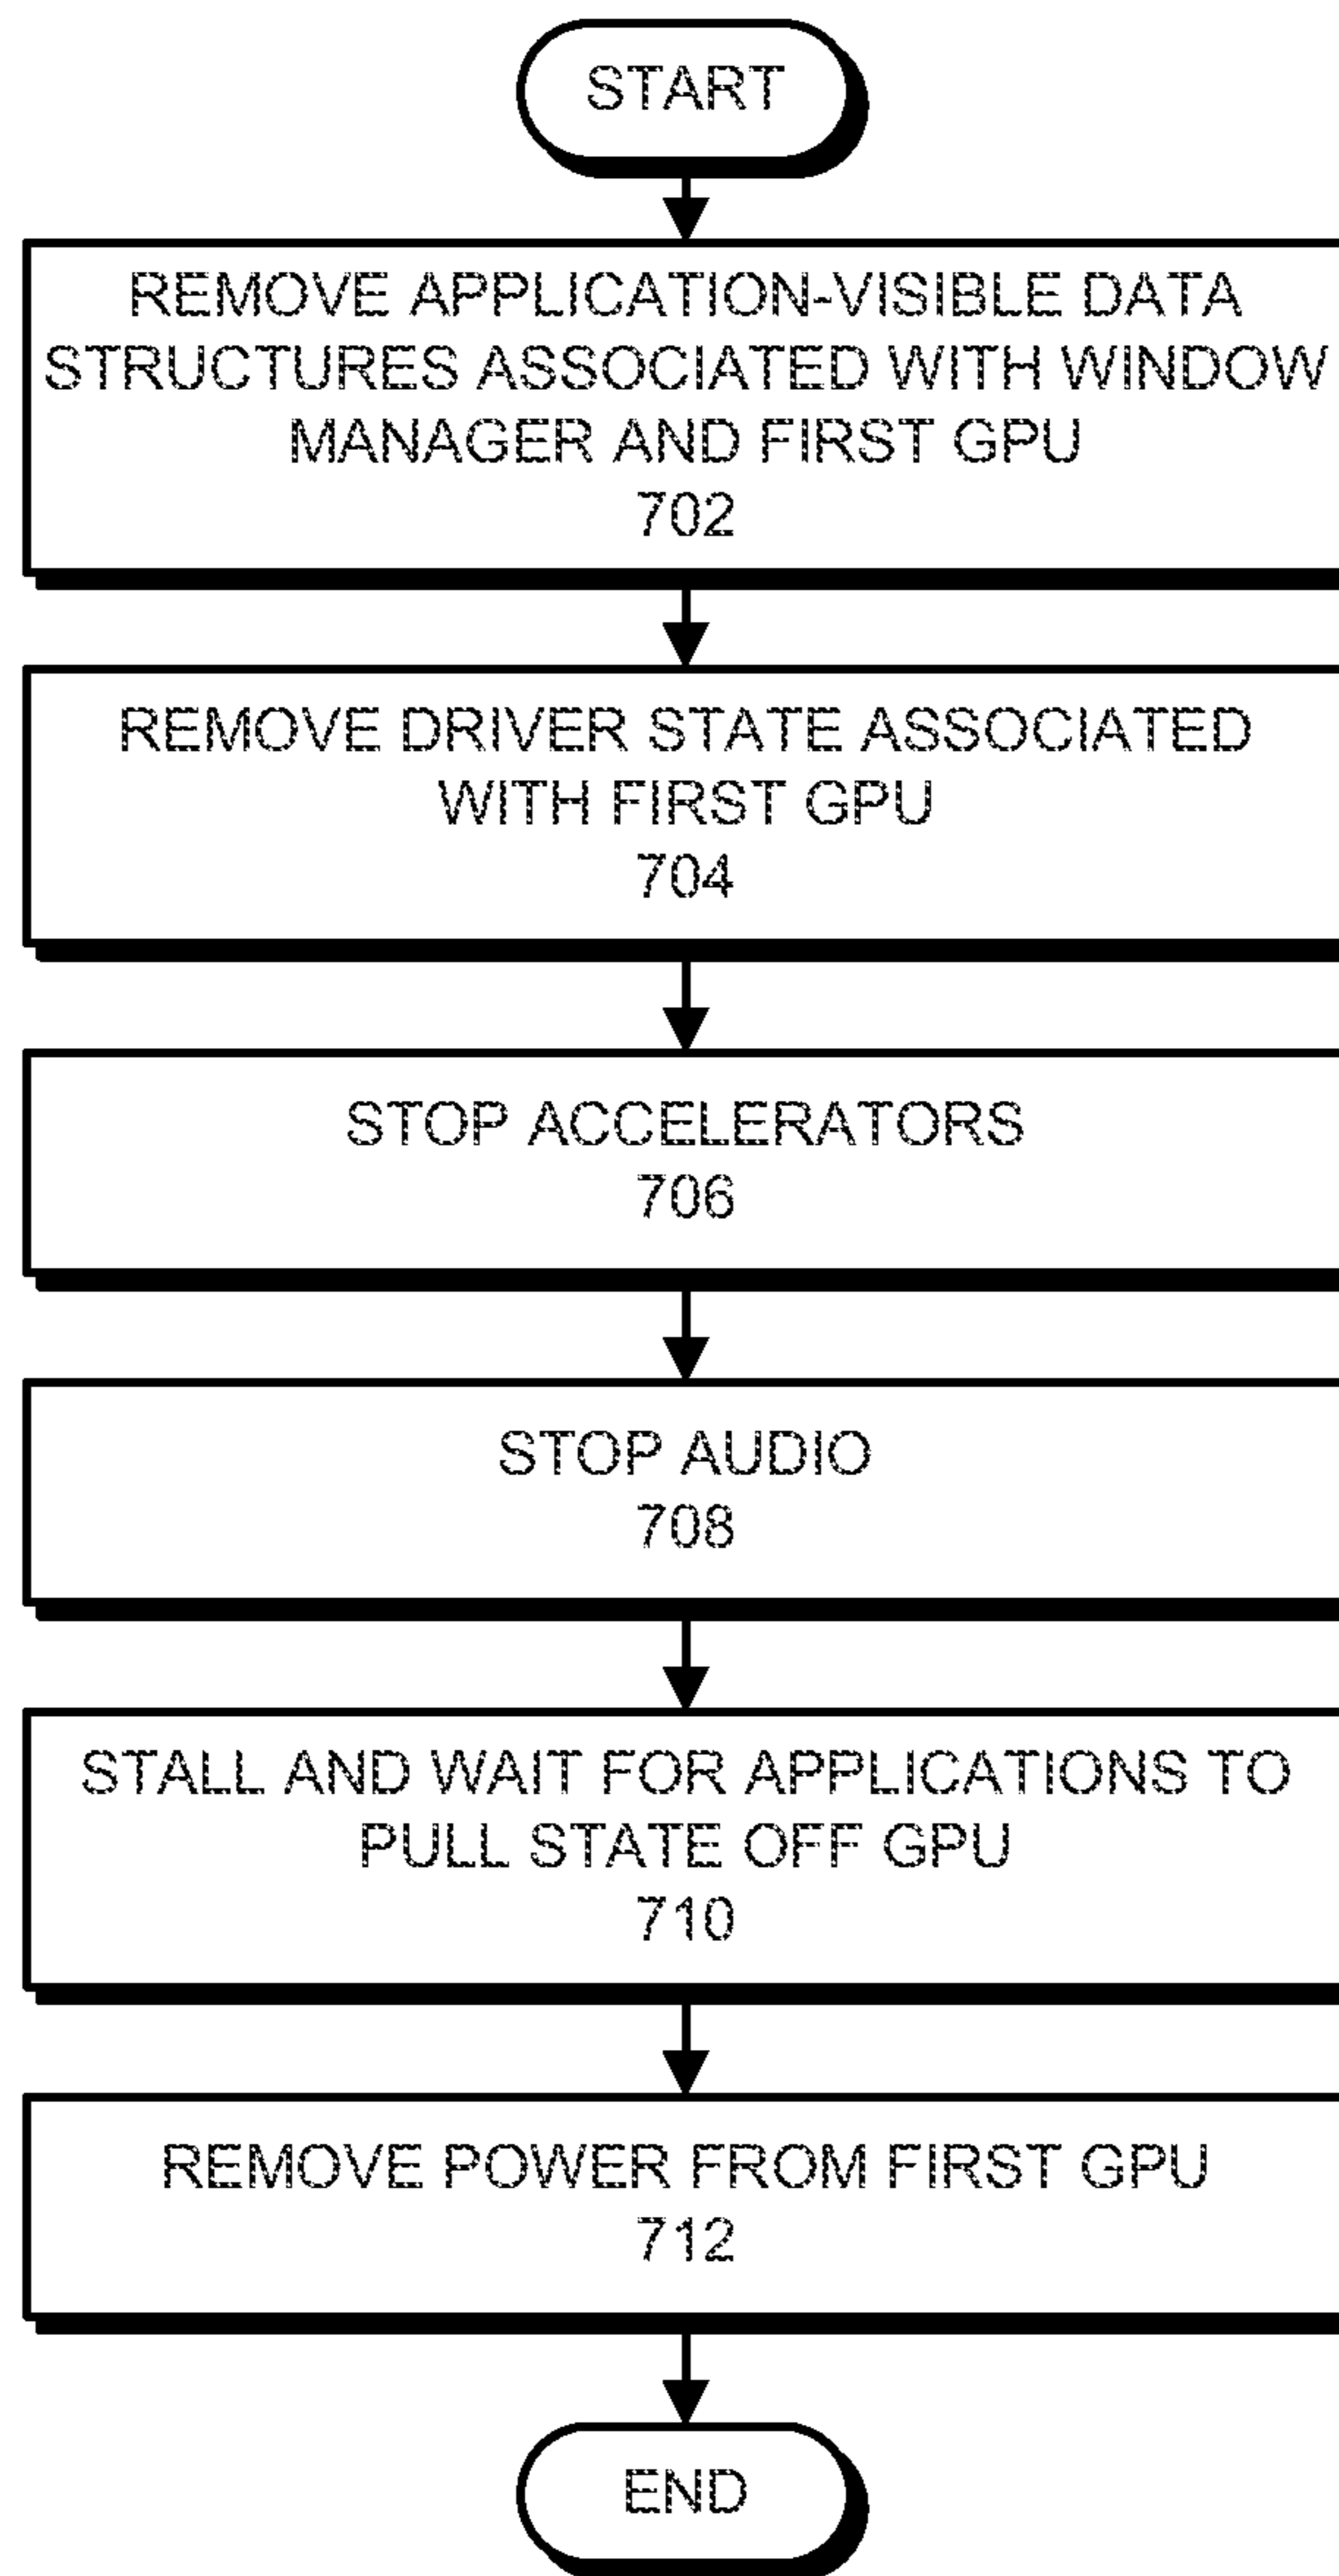 START
REMOVE APPLICATION-VISIBLE DATA
STRUCTURES ASSOCIATED WITH WINDOW
MANAGER AND FIRST GPU
702
REMOVE DRIVER STATE ASSOCIATED
WITH FIRST GPU
704
STOP ACCELERATORS
706
STOP AUDIO
708
STALL AND WAIT FOR APPLICATIONS TO
PULL STATE OFF GPU
710
REMOVE POWER FROM FIRST GPU
712
END